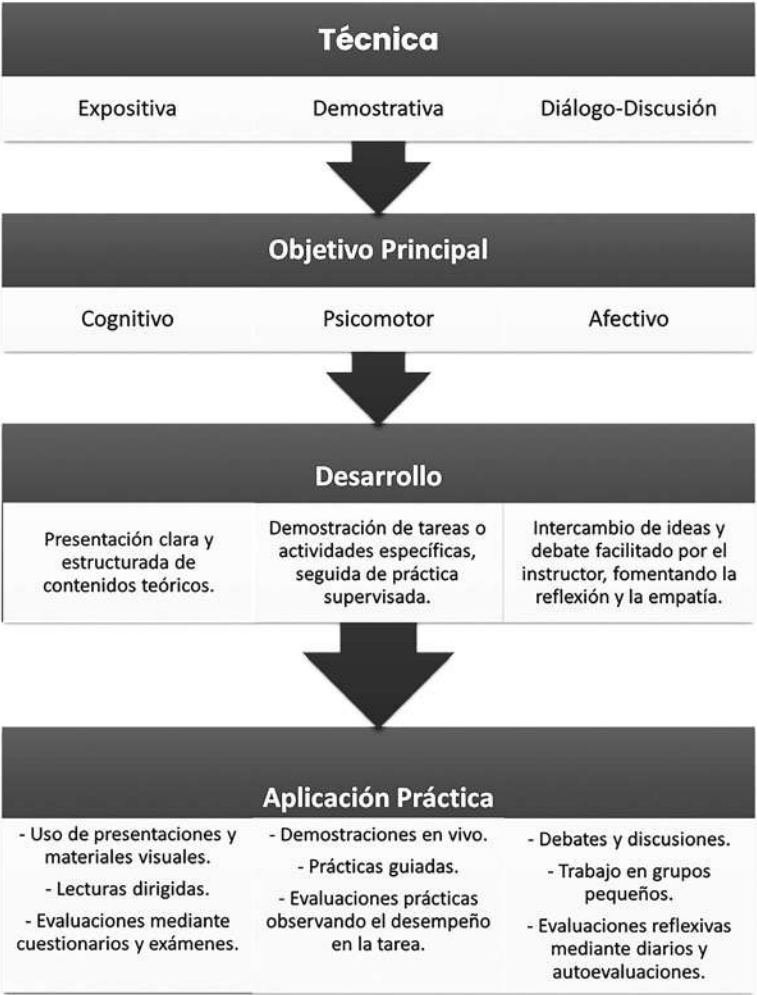 Técnica
Expositiva
Demostrativa
Diálogo-Discusión
Objetivo Principal
Cognitivo
Psicomotor
Afectivo
Desarrollo
Presentación clara y
estructurada de
contenidos teóricos.
Demostración de tareas o
actividades específicas,
seguida de práctica
supervisada.
Intercambio de ideas y
debate facilitado por el
instructor, fomentando la
reflexión y la empatía.
Aplicación Práctica
- Uso de presentaciones y
materiales visuales.
- Lecturas dirigidas.
- Evaluaciones mediante
cuestionarios y exámenes.
- Demostraciones en vivo.
- Prácticas guiadas.
- Evaluaciones prácticas
observando el desempeño
en la tarea.
- Debates y discusiones.
- Trabajo en grupos
pequeños.
- Evaluaciones reflexivas
mediante diarios y
autoevaluaciones.